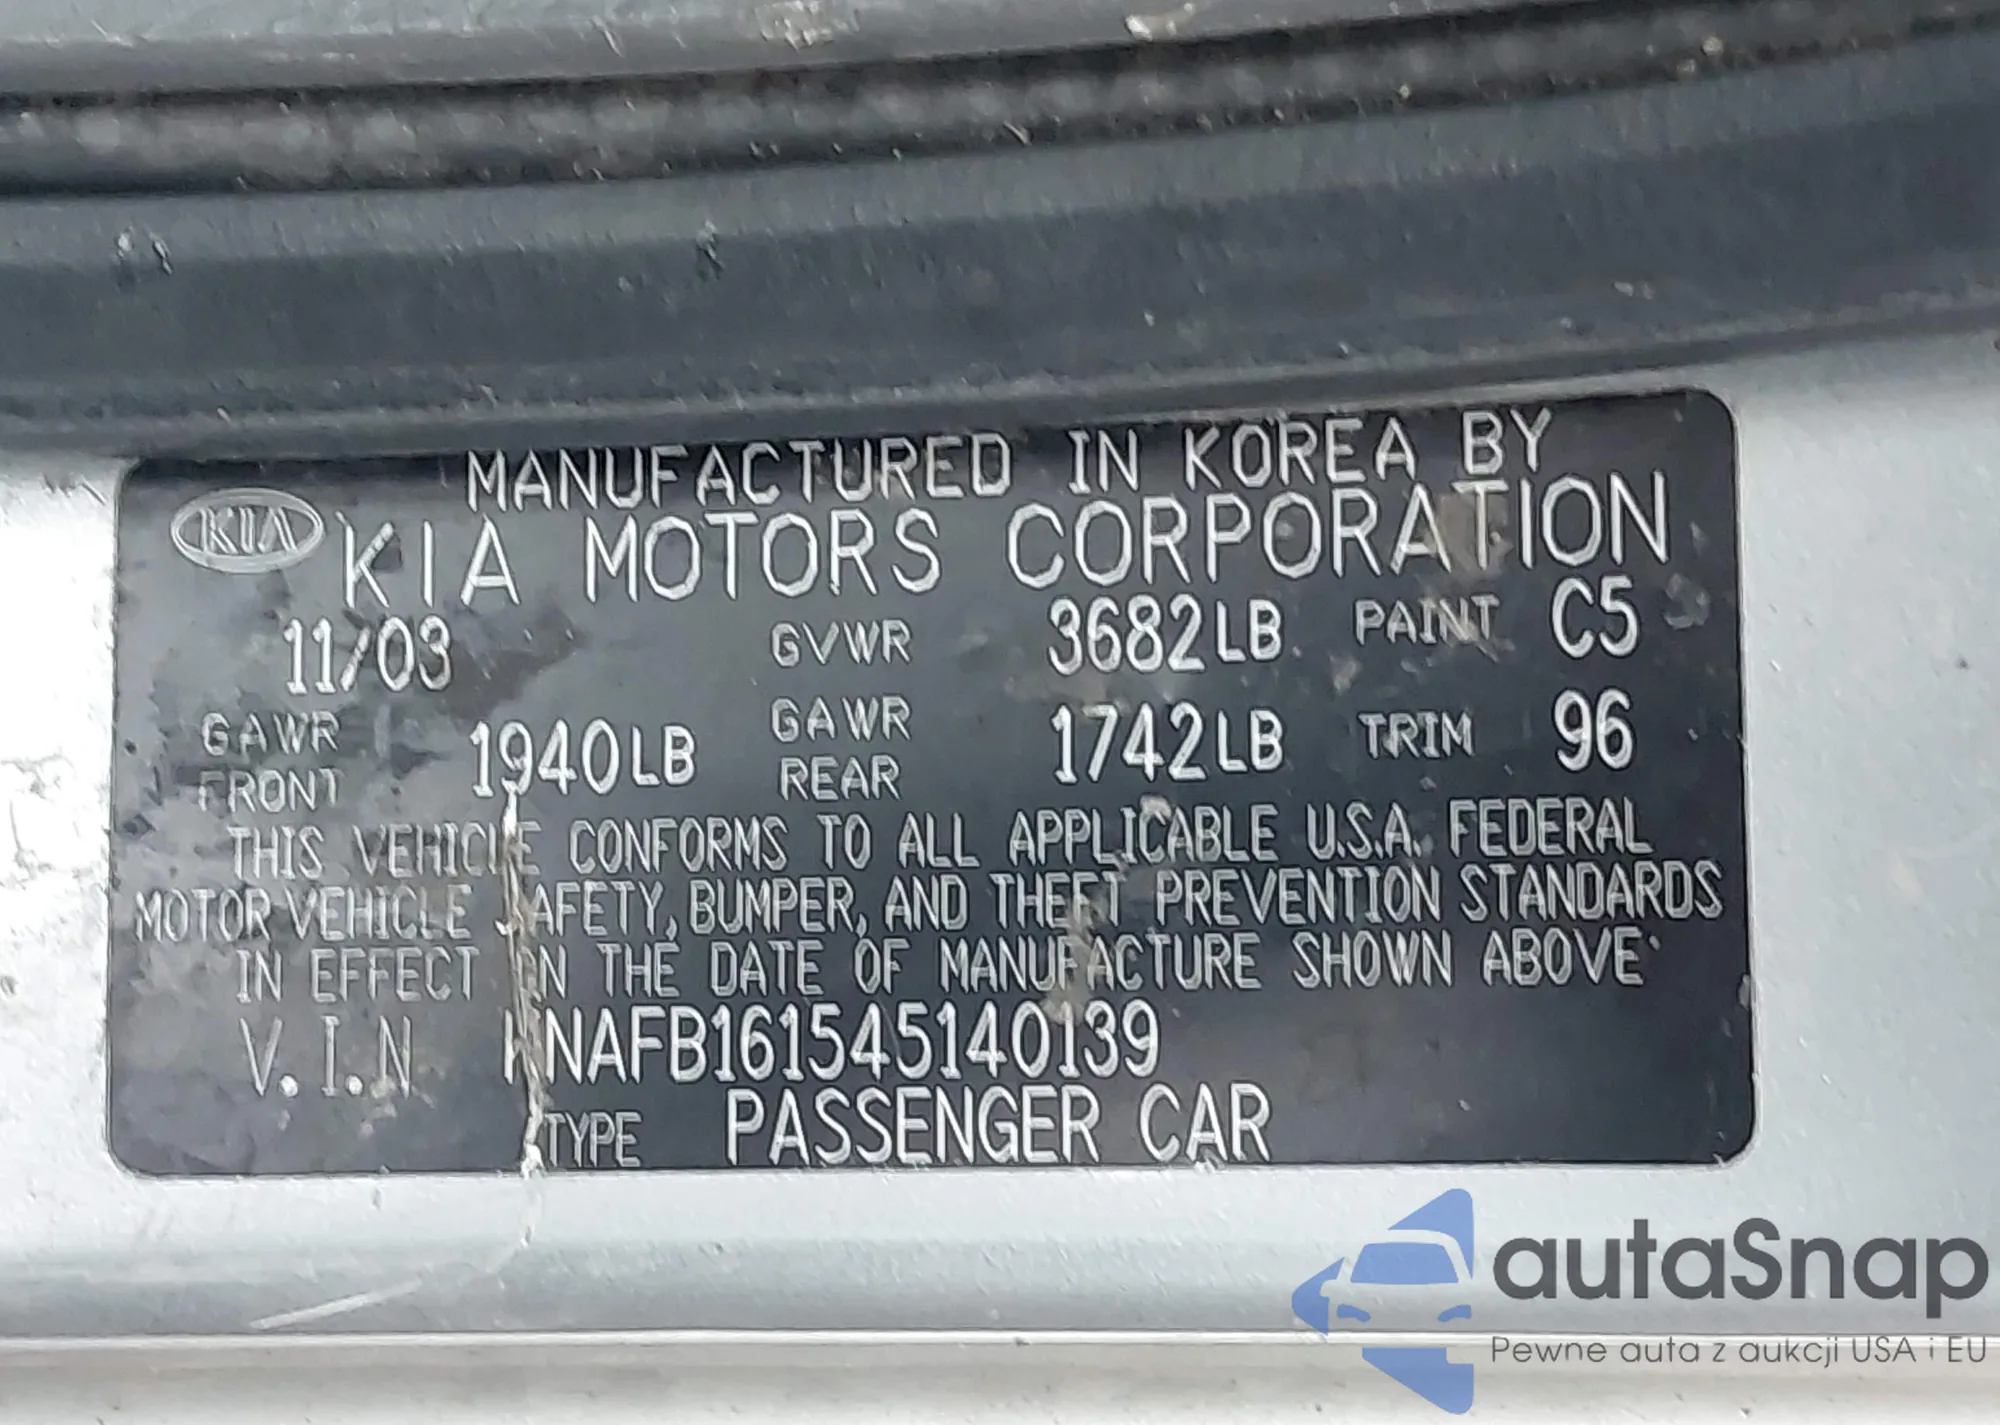 MANUFACTURED IN KOREA BY
KIA KIA MOTORS CORPORATION
11/03 GVWR 3682LB PAINT C5
GAWR FRONT 1940LB GAWR REAR 1742LB TRIM 96
THIS VEHICLE CONFORMS TO ALL APPLICABLE U.S.A. FEDERAL
MOTOR VEHICLE SAFETY, BUMPER, AND THEFT PREVENTION STANDARDS
IN EFFECT ON THE DATE OF MANUFACTURE SHOWN ABOVE.
V.I.N KNAFB161545140139
TYPE PASSENGER CAR
autaSnap
Pewne auta z aukcji USA i EU